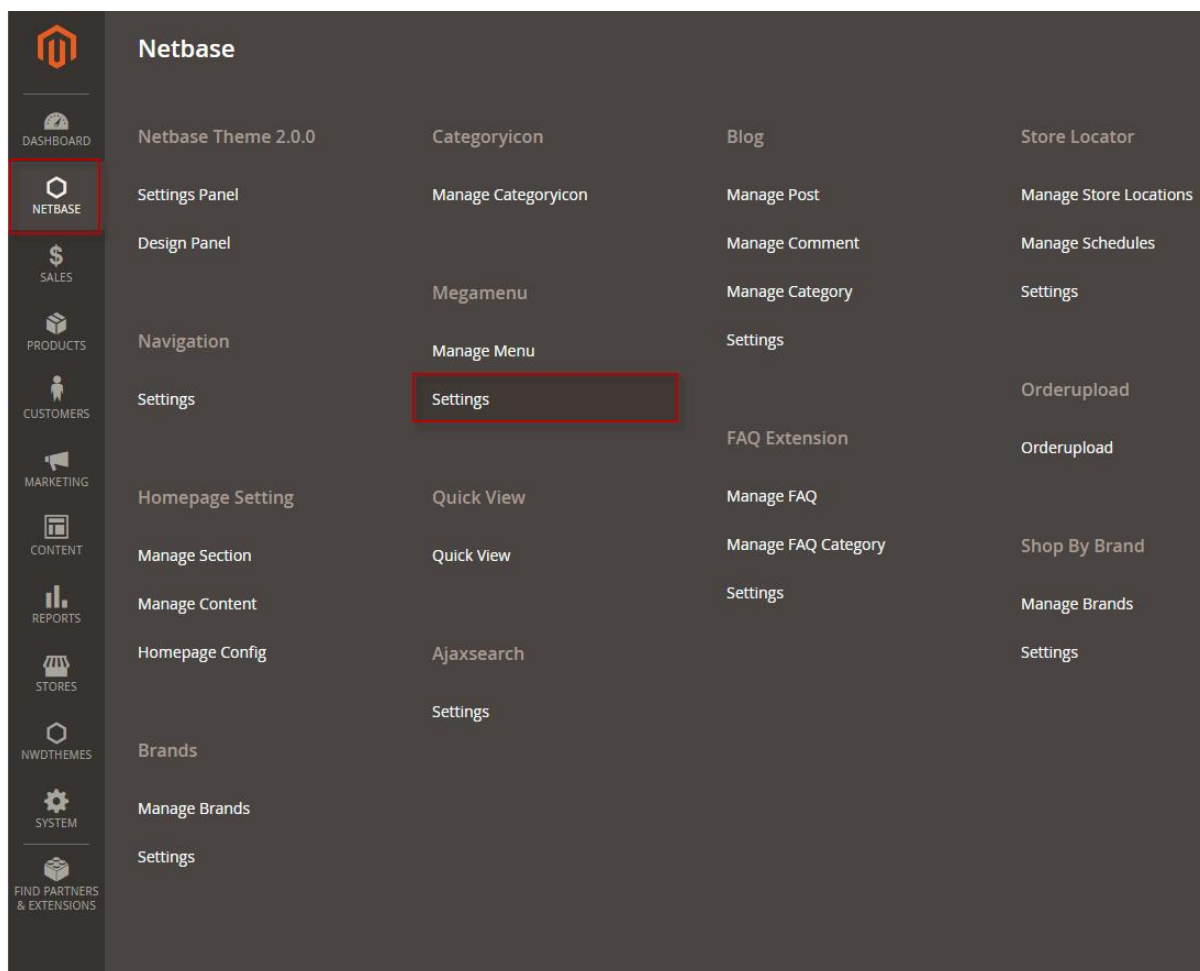 Netbase
DASHBOARD
NETBASE
SALES
PRODUCTS
CUSTOMERS
MARKETING
CONTENT
REPORTS
STORES
NWDTHEMES
SYSTEM
FIND PARTNERS
& EXTENSIONS
Netbase Theme 2.0.0
Settings Panel
Design Panel
Navigation
Settings
Homepage Setting
Manage Section
Manage Content
Homepage Config
Brands
Manage Brands
Settings
Categoryicon
Manage Categoryicon
Megamenu
Manage Menu
Settings
Quick View
Quick View
Ajaxsearch
Settings
Blog
Manage Post
Manage Comment
Manage Category
Settings
FAQ Extension
Manage FAQ
Manage FAQ Category
Settings
Store Locator
Manage Store Locations
Manage Schedules
Settings
Orderupload
Orderupload
Shop By Brand
Manage Brands
Settings